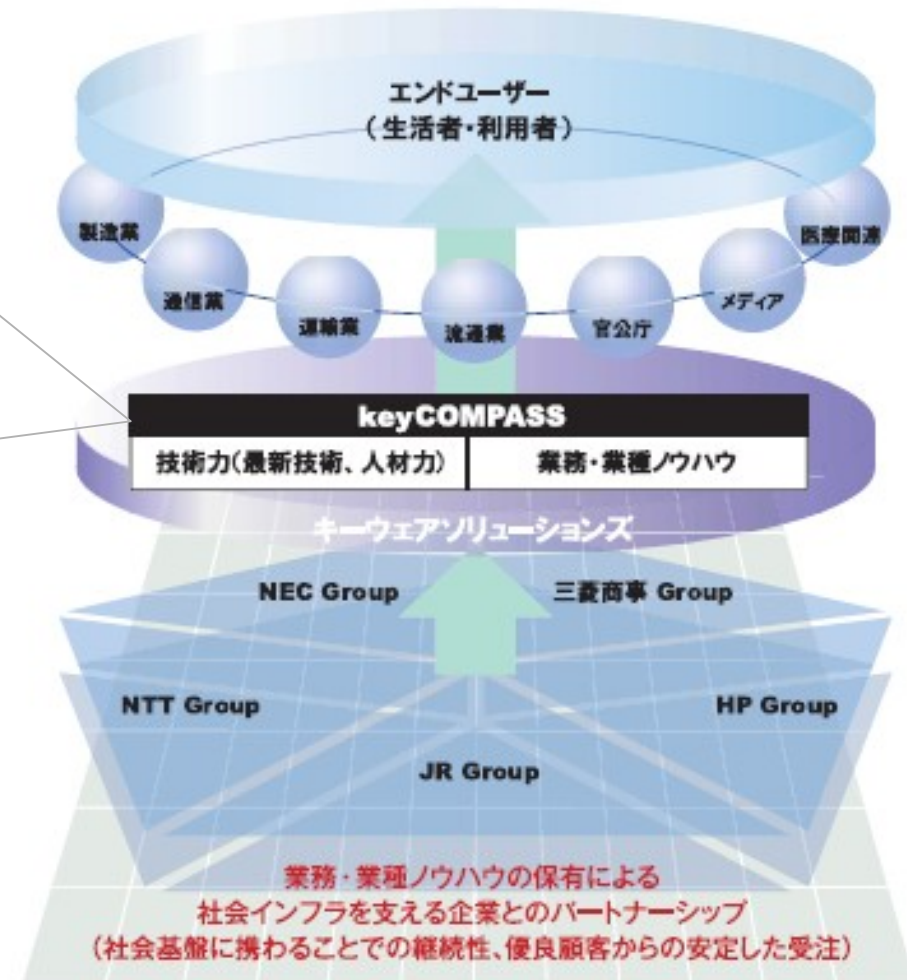 エンドユーザー
(生活者・利用者)
製造業
医療関連
通信業
メディア
運輸業
流通業
官公庁
keyCOMPASS
技術力(最新技術、人材力)
業務・業種ノウハウ
キーウェアソリューションズ
NEC Group
三菱商事 Group
NTT Group
HP Group
JR Group
業務・業種ノウハウの保有による
社会インフラを支える企業とのパートナーシップ
(社会基盤に携わることでの継続性、優良顧客からの安定した受注)